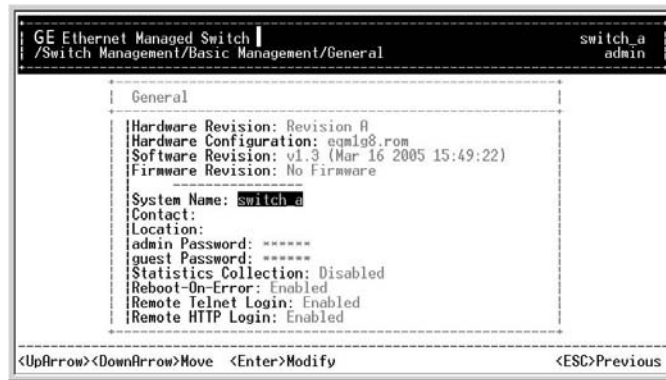 GE Ethernet Managed Switch switch_a
/Switch Management/Basic Management/General admin
General
Hardware Revision: Revision A
Hardware Configuration: eqm1g8.rom
Software Revision: v1.3 (Mar 16 2005 15:49:22)
Firmware Revision: No Firmware
------------------
System Name: switch_a
Contact:
Location:
admin Password: ******
guest Password: ******
Statistics Collection: Disabled
Reboot-On-Error: Enabled
Remote Telnet Login: Enabled
Remote HTTP Login: Enabled
<UpArrow><DownArrow>Move <Enter>Modify <ESC>Previous